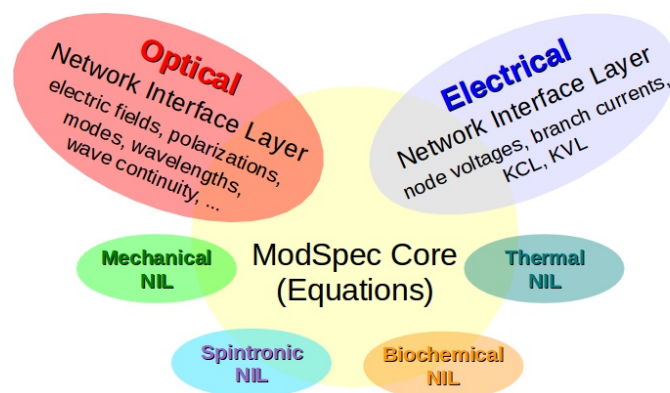 Optical
Network Interface Layer
electric fields, polarizations,
modes, wavelengths,
wave continuity, ...
Electrical
Network Interface Layer
node voltages, branch currents,
KCL, KVL
Mechanical
NIL
ModSpec Core
(Equations)
Thermal
NIL
Spintronic
NIL
Biochemical
NIL